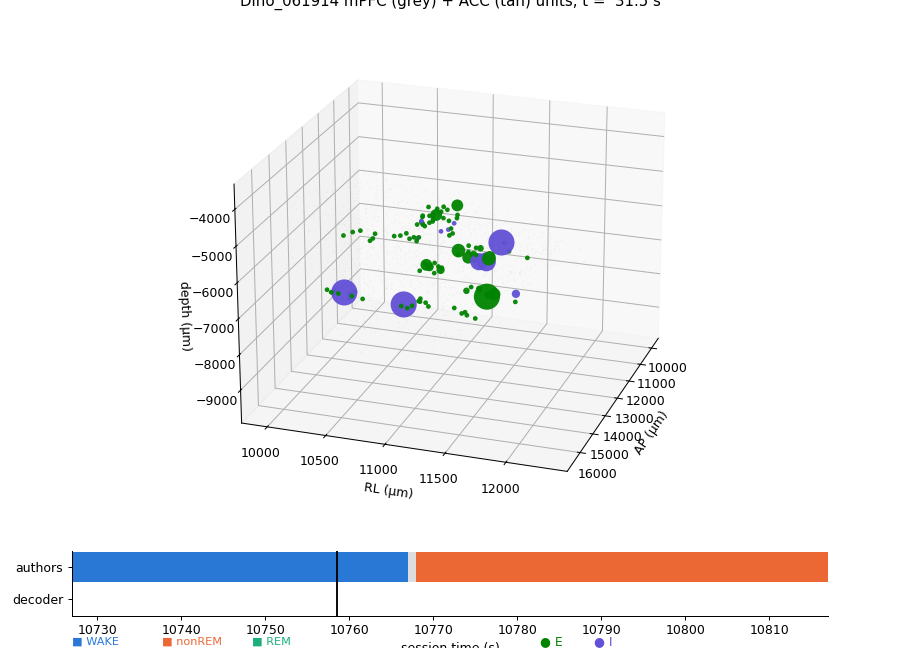 Dino_061914 mPFC (grey) + ACC (tan) units, t = 31.5 s
−4000
−5000
−6000
−7000
−8000
−9000
depth (μm)
10000
10500
11000
11500
12000
RL (μm)
10000
11000
12000
13000
14000
15000
16000
AP (μm)
authors
decoder
10730
10740
10750
10760
10770
10780
10790
10800
10810
session time (s)
WAKE
nonREM
REM
E
I